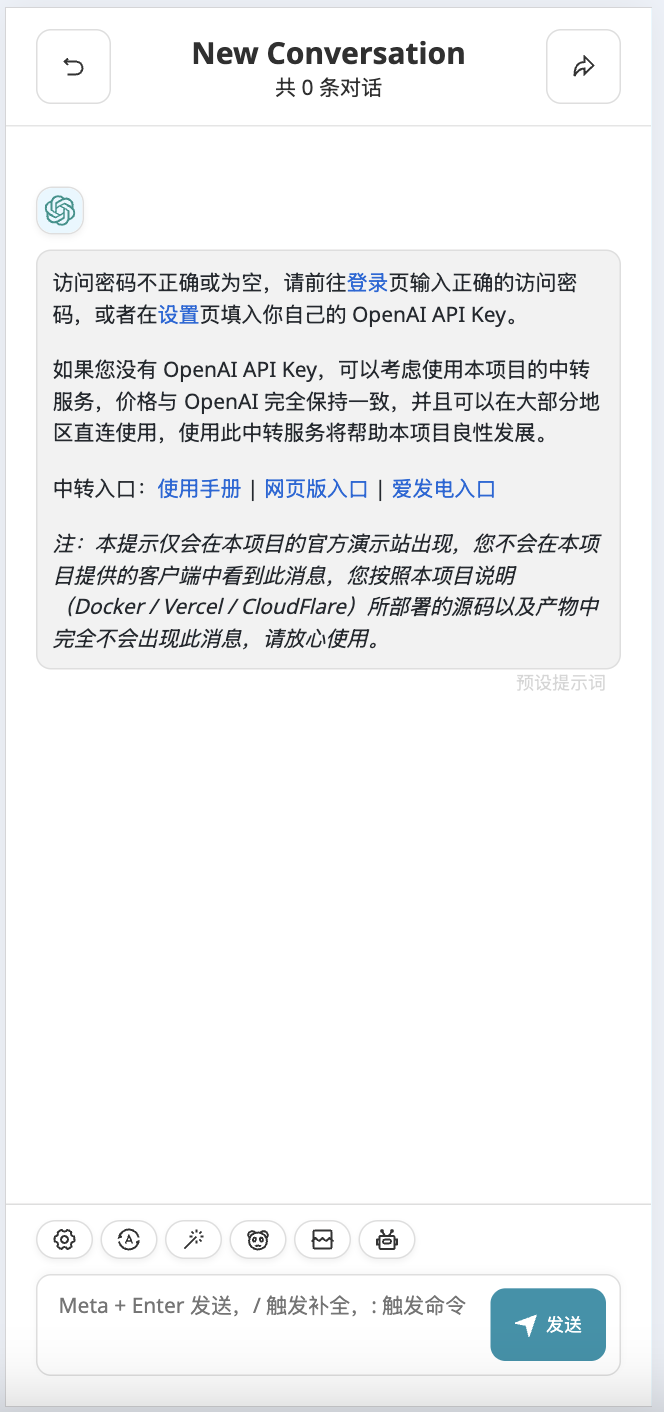 New Conversation
共 0 条对话
访问密码不正确或为空，请前往登录页输入正确的访问密
码，或者在设置页填入你自己的 OpenAI API Key。
如果您没有 OpenAI API Key，可以考虑使用本项目的中转
服务，价格与 OpenAI 完全保持一致，并且可以在大部分地
区直连使用，使用此中转服务将帮助本项目良性发展。
中转入口：使用手册 | 网页版入口 | 爱发电入口
注：本提示仅会在本项目的官方演示站出现，您不会在本项
目提供的客户端中看到此消息，您按照本项目说明
（Docker / Vercel / CloudFlare）所部署的源码以及产物中
完全不会出现此消息，请放心使用。
预设提示词
Meta + Enter 发送，/ 触发补全，: 触发命令
发送